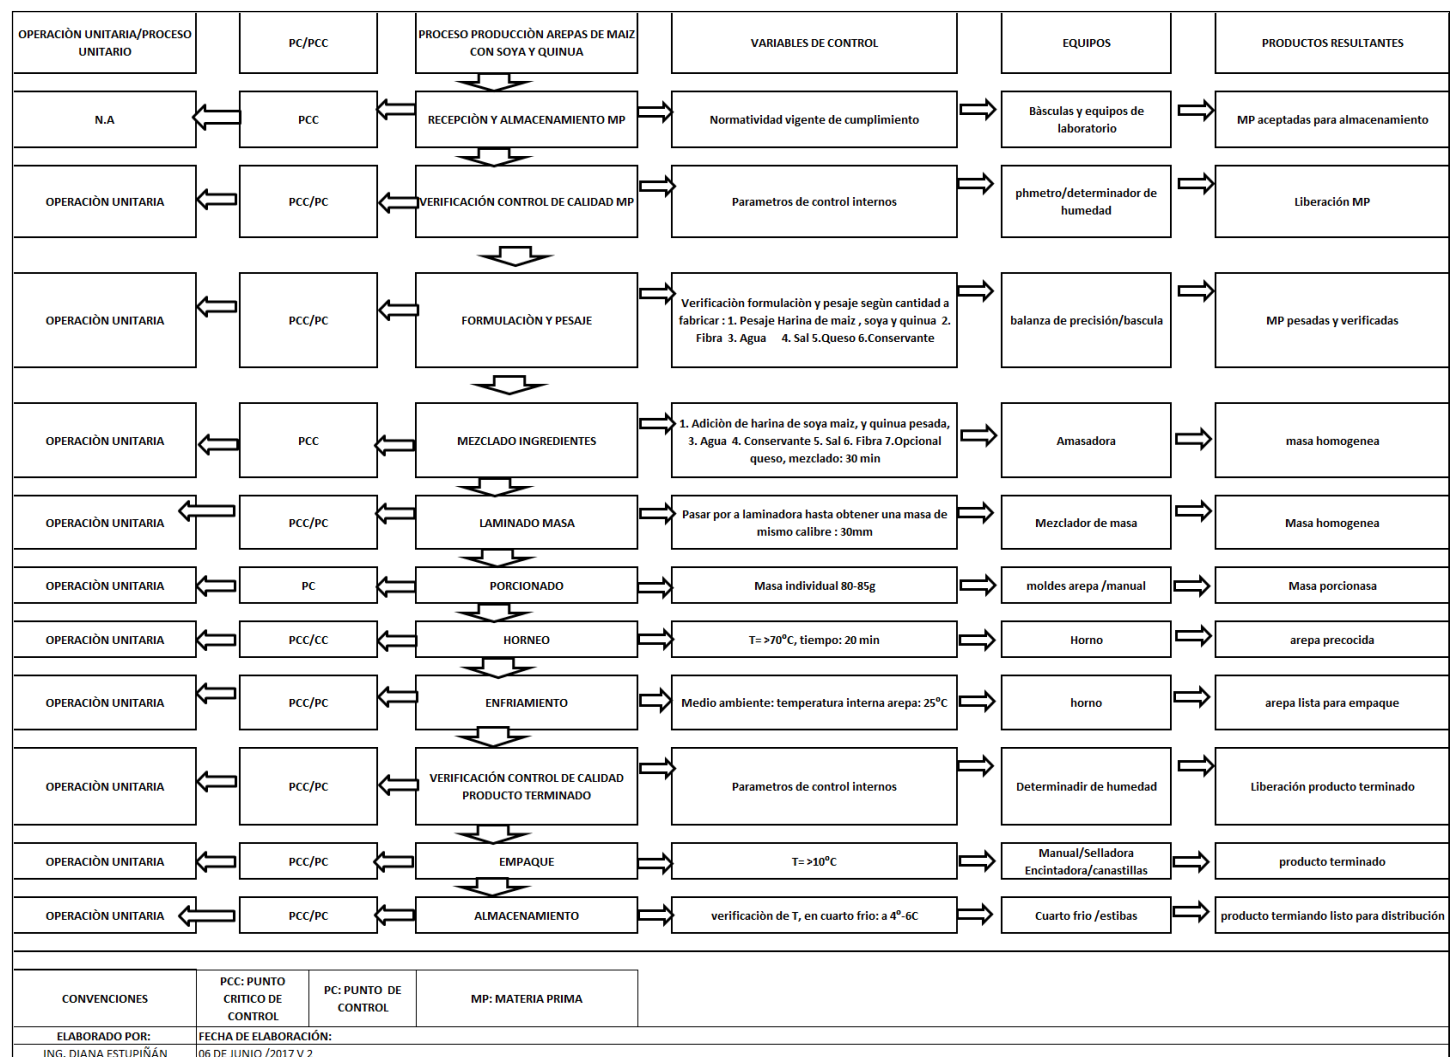 OPERACIÒN UNITARIA/PROCESO
UNITARIO
PC/PCC
PROCESO PRODUCCIÒN AREPAS DE MAIZ
CON SOYA Y QUINUA
VARIABLES DE CONTROL
EQUIPOS
PRODUCTOS RESULTANTES
N.A
PCC
RECEPCIÒN Y ALMACENAMIENTO MP
Normatividad vigente de cumplimiento
Bàsculas y equipos de
laboratorio
MP aceptadas para almacenamiento
OPERACIÒN UNITARIA
PCC/PC
VERIFICACIÓN CONTROL DE CALIDAD MP
Parametros de control internos
phmetro/determinador de
humedad
Liberación MP
OPERACIÒN UNITARIA
PCC/PC
FORMULACIÒN Y PESAJE
Verificaciòn formulaciòn y pesaje segùn cantidad a
fabricar : 1. Pesaje Harina de maiz , soya y quinua 2.
Fibra 3. Agua 4. Sal 5.Queso 6.Conservante
balanza de precisión/bascula
MP pesadas y verificadas
OPERACIÒN UNITARIA
PCC
MEZCLADO INGREDIENTES
1. Adiciòn de harina de soya maiz, y quinua pesada,
3. Agua 4. Conservante 5. Sal 6. Fibra 7.Opcional
queso, mezclado: 30 min
Amasadora
masa homogenea
OPERACIÒN UNITARIA
PCC/PC
LAMINADO MASA
Pasar por a laminadora hasta obtener una masa de
mismo calibre : 30mm
Mezclador de masa
Masa homogenea
OPERACIÒN UNITARIA
PC
PORCIONADO
Masa individual 80-85g
moldes arepa /manual
Masa porcionasa
OPERACIÒN UNITARIA
PCC/CC
HORNEO
T= >70⁰C, tiempo: 20 min
Horno
arepa precocida
OPERACIÒN UNITARIA
PCC/PC
ENFRIAMIENTO
Medio ambiente: temperatura interna arepa: 25⁰C
horno
arepa lista para empaque
OPERACIÒN UNITARIA
PCC/PC
VERIFICACIÓN CONTROL DE CALIDAD
PRODUCTO TERMINADO
Parametros de control internos
Determinadir de humedad
Liberación producto terminado
OPERACIÒN UNITARIA
PCC/PC
EMPAQUE
T= >10⁰C
Manual/Selladora
Encintadora/canastillas
producto terminado
OPERACIÒN UNITARIA
PCC/PC
ALMACENAMIENTO
verificaciòn de T, en cuarto frio: a 4⁰-6C
Cuarto frio /estibas
producto termiando listo para distribución
CONVENCIONES
PCC: PUNTO
CRITICO DE
CONTROL
PC: PUNTO DE
CONTROL
MP: MATERIA PRIMA
ELABORADO POR:
FECHA DE ELABORACIÓN:
ING. DIANA ESTUPIÑÁN
06 DE JUNIO /2017 V 2